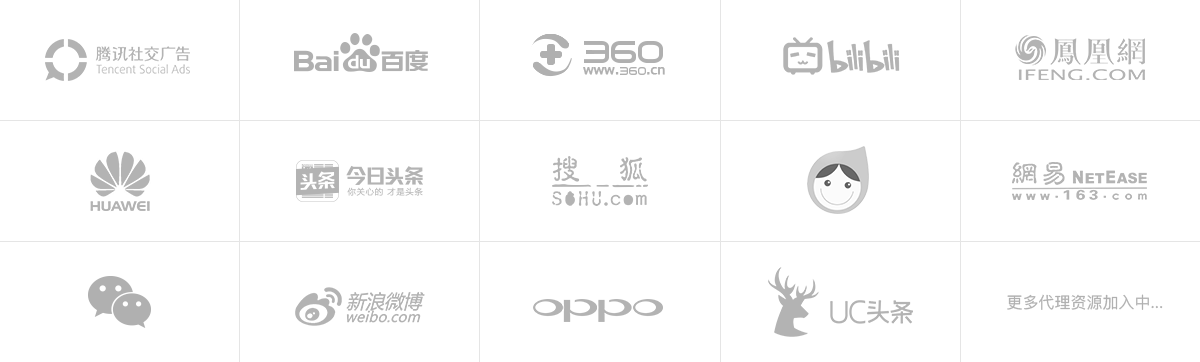 腾讯社交广告
Tencent Social Ads
Bai du 百度
360
www.360.cn
bilibili
鳳凰網
IFENG.COM
HUAWEI
头条
今日头条
你关心的 才是头条
搜狐
SOHU.com
網易 NETEASE
www.163.com
新浪微博
weibo.com
oppo
UC头条
更多代理资源加入中...